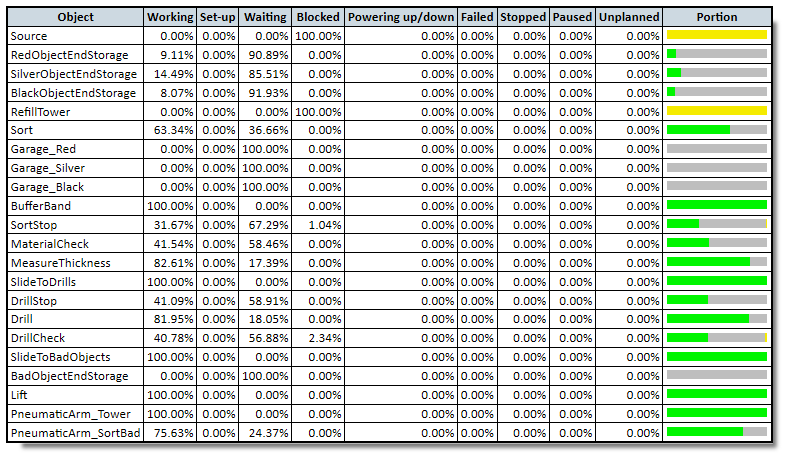 Object Working Set-up Waiting Blocked Powering up/down Failed Stopped Paused Unplanned Portion
Source 0.00% 0.00% 0.00% 100.00% 0.00% 0.00% 0.00% 0.00% 0.00%
RedObjectEndStorage 9.11% 0.00% 90.89% 0.00% 0.00% 0.00% 0.00% 0.00% 0.00%
SilverObjectEndStorage 14.49% 0.00% 85.51% 0.00% 0.00% 0.00% 0.00% 0.00% 0.00%
BlackObjectEndStorage 8.07% 0.00% 91.93% 0.00% 0.00% 0.00% 0.00% 0.00% 0.00%
RefillTower 0.00% 0.00% 0.00% 100.00% 0.00% 0.00% 0.00% 0.00% 0.00%
Sort 63.34% 0.00% 36.66% 0.00% 0.00% 0.00% 0.00% 0.00% 0.00%
Garage_Red 0.00% 0.00% 100.00% 0.00% 0.00% 0.00% 0.00% 0.00% 0.00%
Garage_Silver 0.00% 0.00% 100.00% 0.00% 0.00% 0.00% 0.00% 0.00% 0.00%
Garage_Black 0.00% 0.00% 100.00% 0.00% 0.00% 0.00% 0.00% 0.00% 0.00%
BufferBand 100.00% 0.00% 0.00% 0.00% 0.00% 0.00% 0.00% 0.00% 0.00%
SortStop 31.67% 0.00% 67.29% 1.04% 0.00% 0.00% 0.00% 0.00% 0.00%
MaterialCheck 41.54% 0.00% 58.46% 0.00% 0.00% 0.00% 0.00% 0.00% 0.00%
MeasureThickness 82.61% 0.00% 17.39% 0.00% 0.00% 0.00% 0.00% 0.00% 0.00%
SlideToDrills 100.00% 0.00% 0.00% 0.00% 0.00% 0.00% 0.00% 0.00% 0.00%
DrillStop 41.09% 0.00% 58.91% 0.00% 0.00% 0.00% 0.00% 0.00% 0.00%
Drill 81.95% 0.00% 18.05% 0.00% 0.00% 0.00% 0.00% 0.00% 0.00%
DrillCheck 40.78% 0.00% 56.88% 2.34% 0.00% 0.00% 0.00% 0.00% 0.00%
SlideToBadObjects 100.00% 0.00% 0.00% 0.00% 0.00% 0.00% 0.00% 0.00% 0.00%
BadObjectEndStorage 0.00% 0.00% 100.00% 0.00% 0.00% 0.00% 0.00% 0.00% 0.00%
Lift 100.00% 0.00% 0.00% 0.00% 0.00% 0.00% 0.00% 0.00% 0.00%
PneumaticArm_Tower 100.00% 0.00% 0.00% 0.00% 0.00% 0.00% 0.00% 0.00% 0.00%
PneumaticArm_SortBad 75.63% 0.00% 24.37% 0.00% 0.00% 0.00% 0.00% 0.00% 0.00%